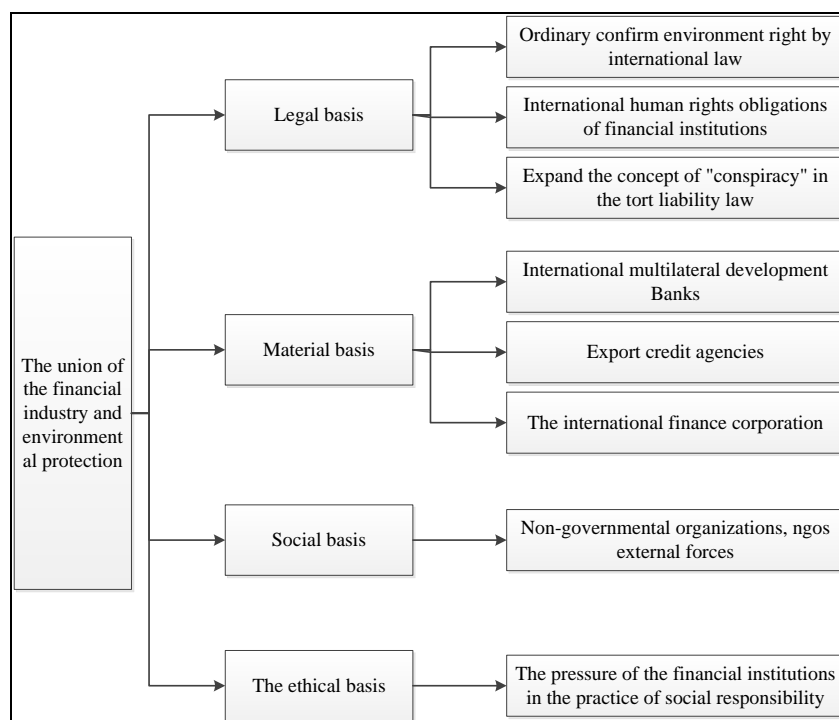 Ordinary confirm environment right by
international law
Legal basis
International human rights obligations
of financial institutions
Expand the concept of "conspiracy" in
the tort liability law
The union of
the financial
industry and
environment
al protection
International multilateral development
Banks
Material basis
Export credit agencies
The international finance corporation
Social basis
Non-governmental organizations, ngos
external forces
The ethical basis
The pressure of the financial institutions
in the practice of social responsibility